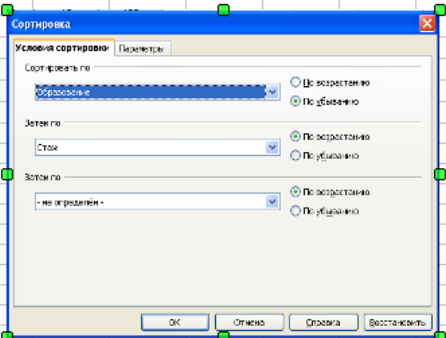 Сортировка
Условия сортировки Параметры
Сортировать по
Образование
По возрастанию
По убыванию
Затем по
Стаж
По возрастанию
По убыванию
Затем по
- не определён -
По возрастанию
По убыванию
ОК Отмена Справка Восстановить